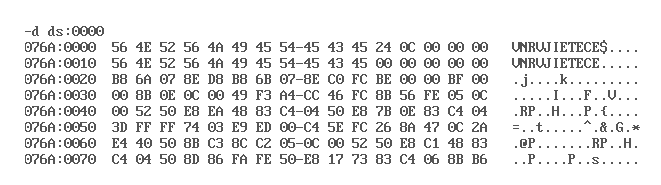 -d ds:0000
076A:0000  56 4E 52 56 4A 49 45 54-45 43 45 24 0C 00 00 00   VNRVJIETECE$....
076A:0010  56 4E 52 56 4A 49 45 54-45 43 45 00 00 00 00 00   VNRVJIETECE.....
076A:0020  B8 6A 07 8E D8 B8 6B 07-8E C0 FC BE 00 00 BF 00   .j....k.........
076A:0030  00 8B 0E 0C 00 49 F3 A4-CC 46 FC 8B 56 FE 05 0C   .....I...F..V...
076A:0040  00 52 50 E8 EA 48 83 C4-04 50 E8 7B 0E 83 C4 04   .RP..H...P.{....
076A:0050  3D FF FF 74 03 E9 ED 00-C4 5E FC 26 8A 47 0C 2A   =..t.....^.&.G.*
076A:0060  E4 40 50 8B C3 8C C2 05-0C 00 52 50 E8 C1 48 83   .@P.......RP..H.
076A:0070  C4 04 50 8D 86 FA FE 50-E8 17 73 83 C4 06 8B B6   ..P....P..s.....